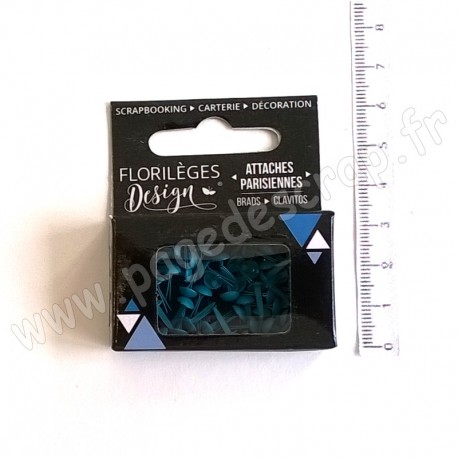 SCRAPBOOKING ▸ CARTERIE ▸ DÉCORATION
FLORILÈGES
Design
ATTACHES
PARISIENNES
BRADS ▸ CLAVITOS
www.pagedescrap.fr
8
7
6
5
4
3
2
1
0